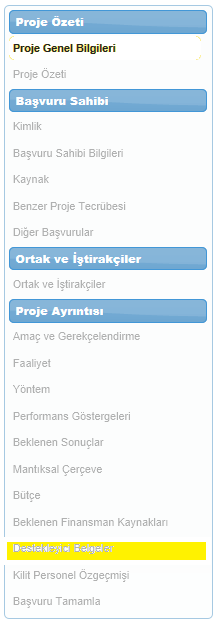 Proje Özeti
Proje Genel Bilgileri
Proje Özeti
Başvuru Sahibi
Kimlik
Başvuru Sahibi Bilgileri
Kaynak
Benzer Proje Tecrübesi
Diğer Başvurular
Ortak ve İştirakçiler
Ortak ve İştirakçiler
Proje Ayrıntısı
Amaç ve Gerekçelendirme
Faaliyet
Yöntem
Performans Göstergeleri
Beklenen Sonuçlar
Mantıksal Çerçeve
Bütçe
Beklenen Finansman Kaynakları
Destekleyici Belgeler
Kilit Personel Özgeçmişi
Başvuru Tamamla